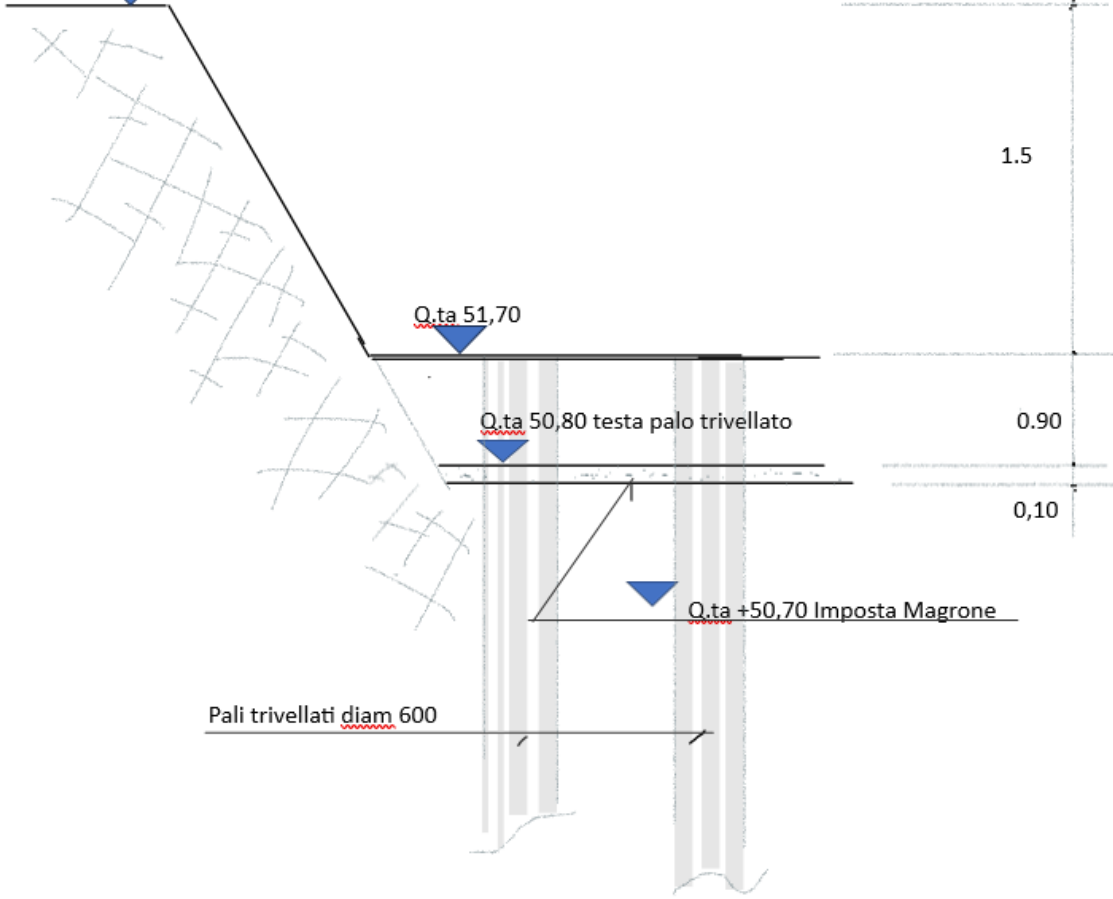 1.5
Q.ta 51,70
Q.ta 50,80 testa palo trivellato
0.90
0,10
Q.ta +50,70 Imposta Magrone
Pali trivellati diam 600